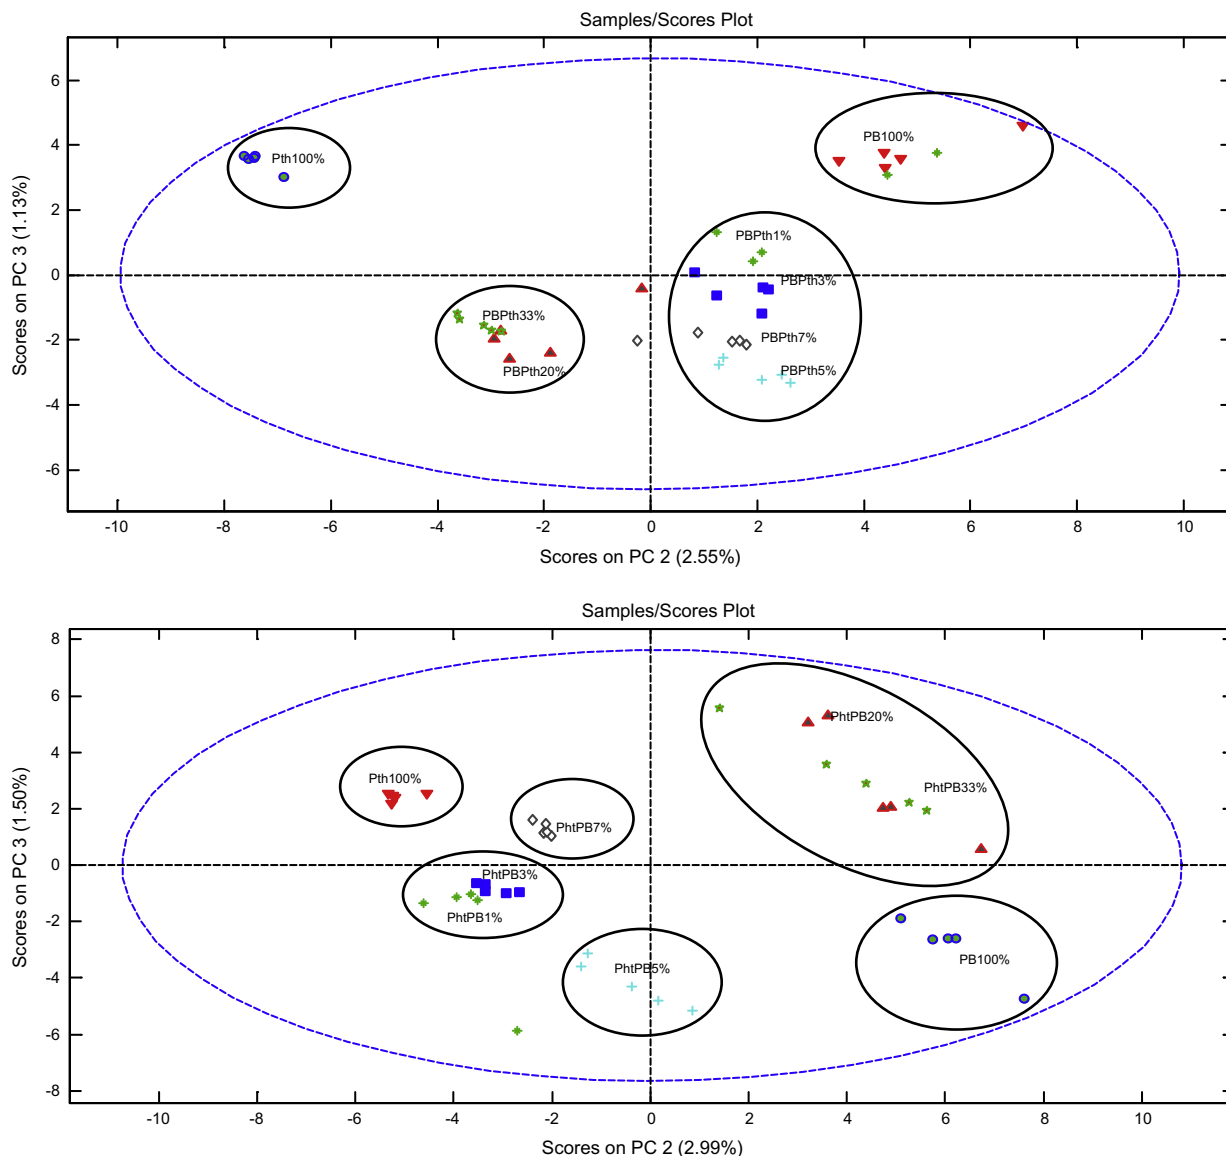 Samples/Scores Plot
Scores on PC 3 (1.13%)
6
4
2
0
-2
-4
-6
Pth100%
PB100%
PBPth1%
PBPth3%
PBPth33%
PBPth7%
PBPth20%
PBPth5%
-10 -8 -6 -4 -2 0 2 4 6 8 10
Scores on PC 2 (2.55%)
Samples/Scores Plot
Scores on PC 3 (1.50%)
8
6
4
2
0
-2
-4
-6
-8
PhtPB20%
Pth100%
PhtPB33%
PhtPB7%
PhtPB3%
PhtPB1%
PhtPB5%
PB100%
-10 -8 -6 -4 -2 0 2 4 6 8 10
Scores on PC 2 (2.99%)